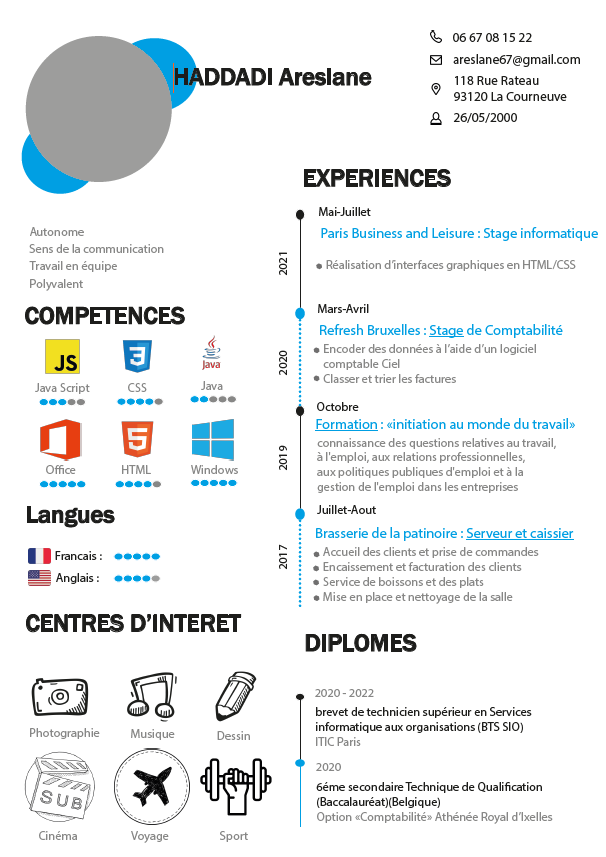 HADDADI Areslane
06 67 08 15 22
areslane67@gmail.com
118 Rue Rateau
93120 La Courneuve
26/05/2000
Autonome
Sens de la communication
Travail en équipe
Polyvalent
COMPETENCES
JS
Java Script
3
CSS
Java
Java
Office
5
HTML
Windows
Langues
Francais :
Anglais :
CENTRES D'INTERET
Photographie
Musique
Dessin
SUB
Cinéma
Voyage
Sport
EXPERIENCES
2021
Mai-Juillet
Paris Business and Leisure : Stage informatique
Réalisation d'interfaces graphiques en HTML/CSS
2020
Mars-Avril
Refresh Bruxelles : Stage de Comptabilité
Encoder des données à l'aide d'un logiciel
comptable Ciel
Classer et trier les factures
2019
Octobre
Formation : «initiation au monde du travail»
connaissance des questions relatives au travail,
à l'emploi, aux relations professionnelles,
aux politiques publiques d'emploi et à la
gestion de l'emploi dans les entreprises
2017
Juillet-Aout
Brasserie de la patinoire : Serveur et caissier
Accueil des clients et prise de commandes
Encaissement et facturation des clients
Service de boissons et des plats
Mise en place et nettoyage de la salle
DIPLOMES
2020 - 2022
brevet de technicien supérieur en Services
informatique aux organisations (BTS SIO)
ITIC Paris
2020
6éme secondaire Technique de Qualification
(Baccalauréat)(Belgique)
Option «Comptabilité» Athénée Royal d'Ixelles